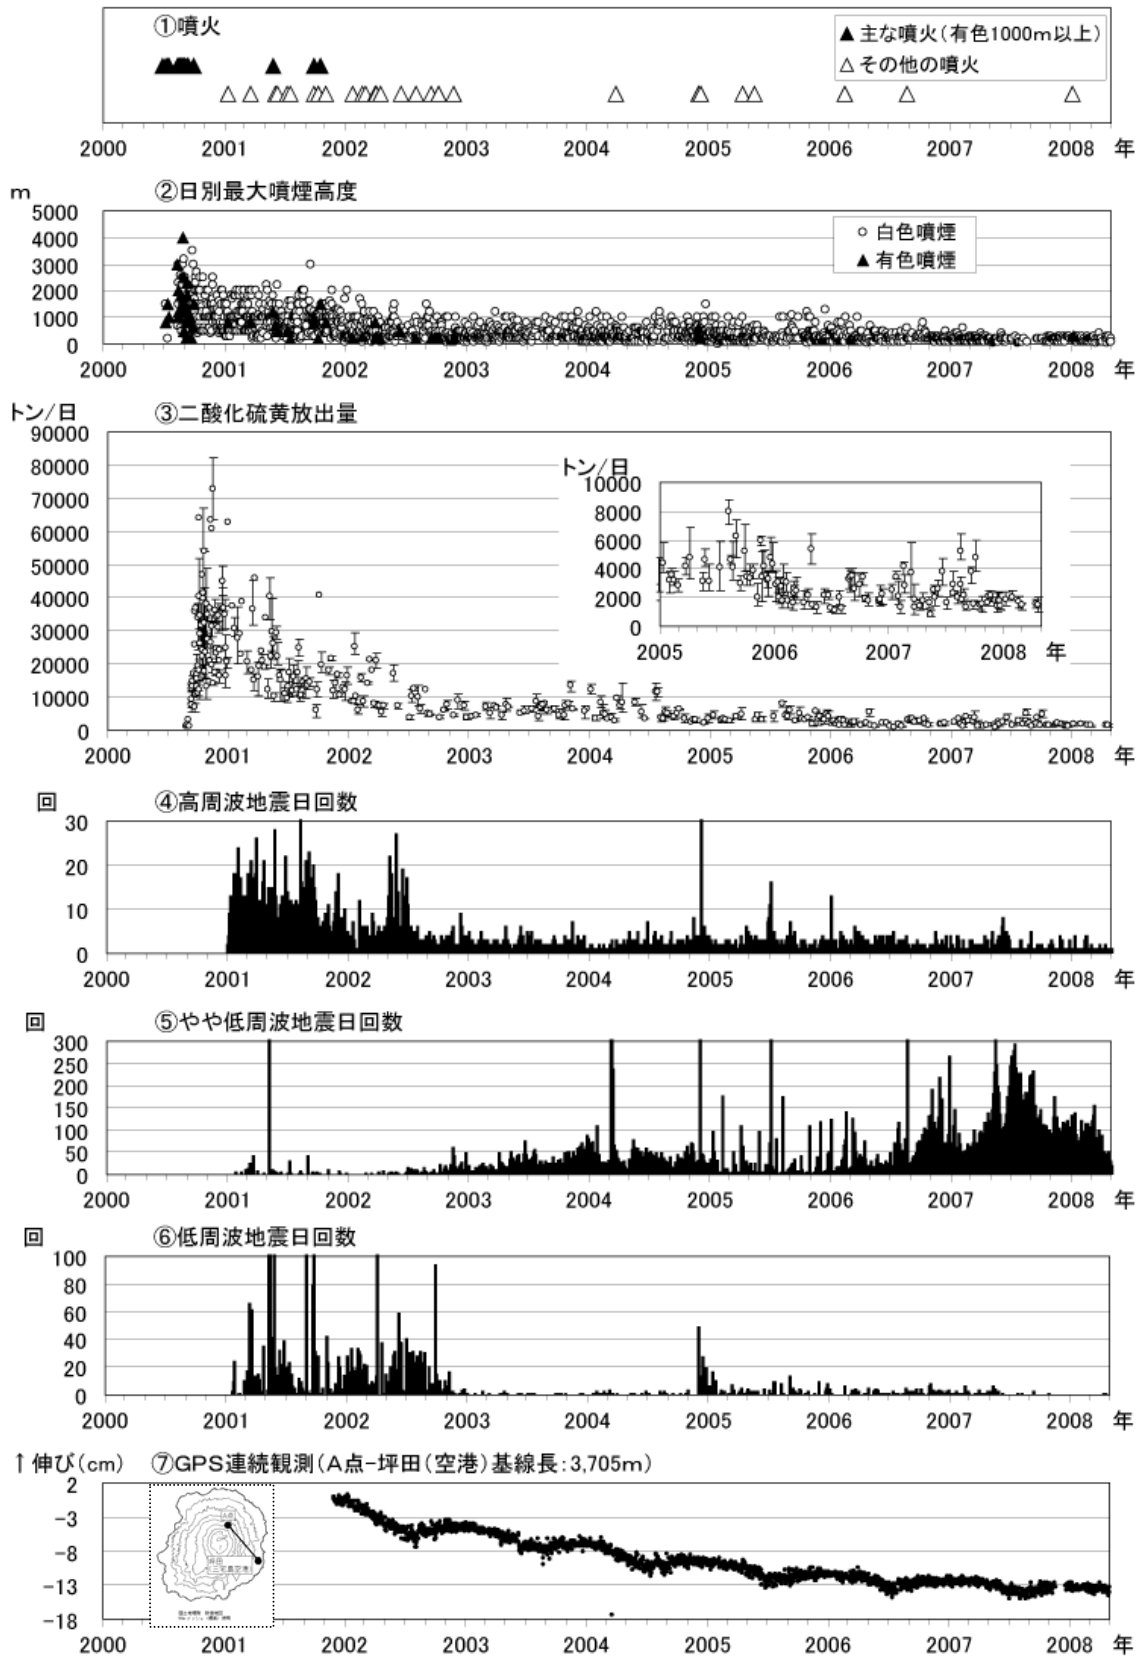 ①噴火
▲主な噴火（有色1000m以上）
△その他の噴火
2000 2001 2002 2003 2004 2005 2006 2007 2008 年
m ②日別最大噴煙高度
5000
4000
3000
2000
1000
0
○ 白色噴煙
▲ 有色噴煙
2000 2001 2002 2003 2004 2005 2006 2007 2008 年
トン/日 ③二酸化硫黄放出量
90000
80000
70000
60000
50000
40000
30000
20000
10000
0
トン/日
10000
8000
6000
4000
2000
0
2005 2006 2007 2008 年
2000 2001 2002 2003 2004 2005 2006 2007 2008 年
回 ④高周波地震日回数
30
20
10
0
2000 2001 2002 2003 2004 2005 2006 2007 2008 年
回 ⑤やや低周波地震日回数
300
250
200
150
100
50
0
2000 2001 2002 2003 2004 2005 2006 2007 2008 年
回 ⑥低周波地震日回数
100
80
60
40
20
0
2000 2001 2002 2003 2004 2005 2006 2007 2008 年
↑伸び（cm） ⑦GPS連続観測（A点−坪田（空港）基線長：3,705m）
2
−3
−8
−13
−18
A点
坪田
（三宅島空港）
2000 2001 2002 2003 2004 2005 2006 2007 2008 年